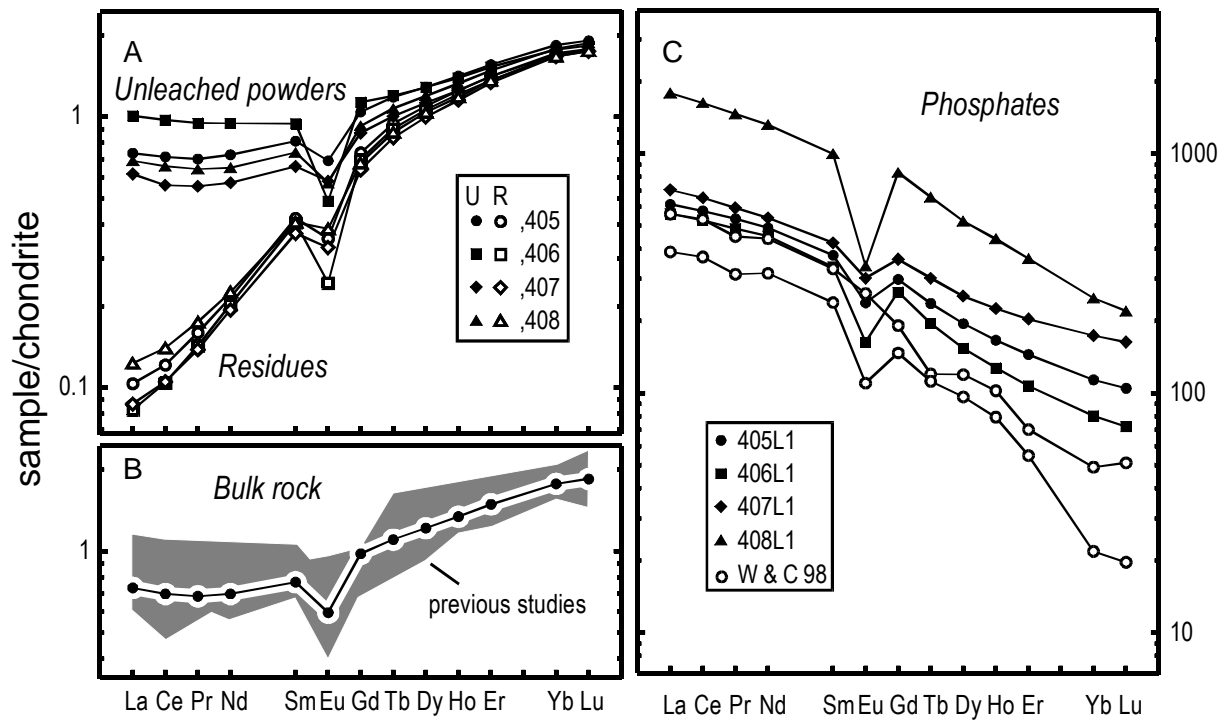 sample/chondrite
A
Unleached powders
1
0.1
Residues
U R
,405
,406
,407
,408
B
Bulk rock
1
previous studies
La Ce Pr Nd Sm Eu Gd Tb Dy Ho Er Yb Lu
C
Phosphates
1000
100
10
405L1
406L1
407L1
408L1
W & C 98
La Ce Pr Nd Sm Eu Gd Tb Dy Ho Er Yb Lu